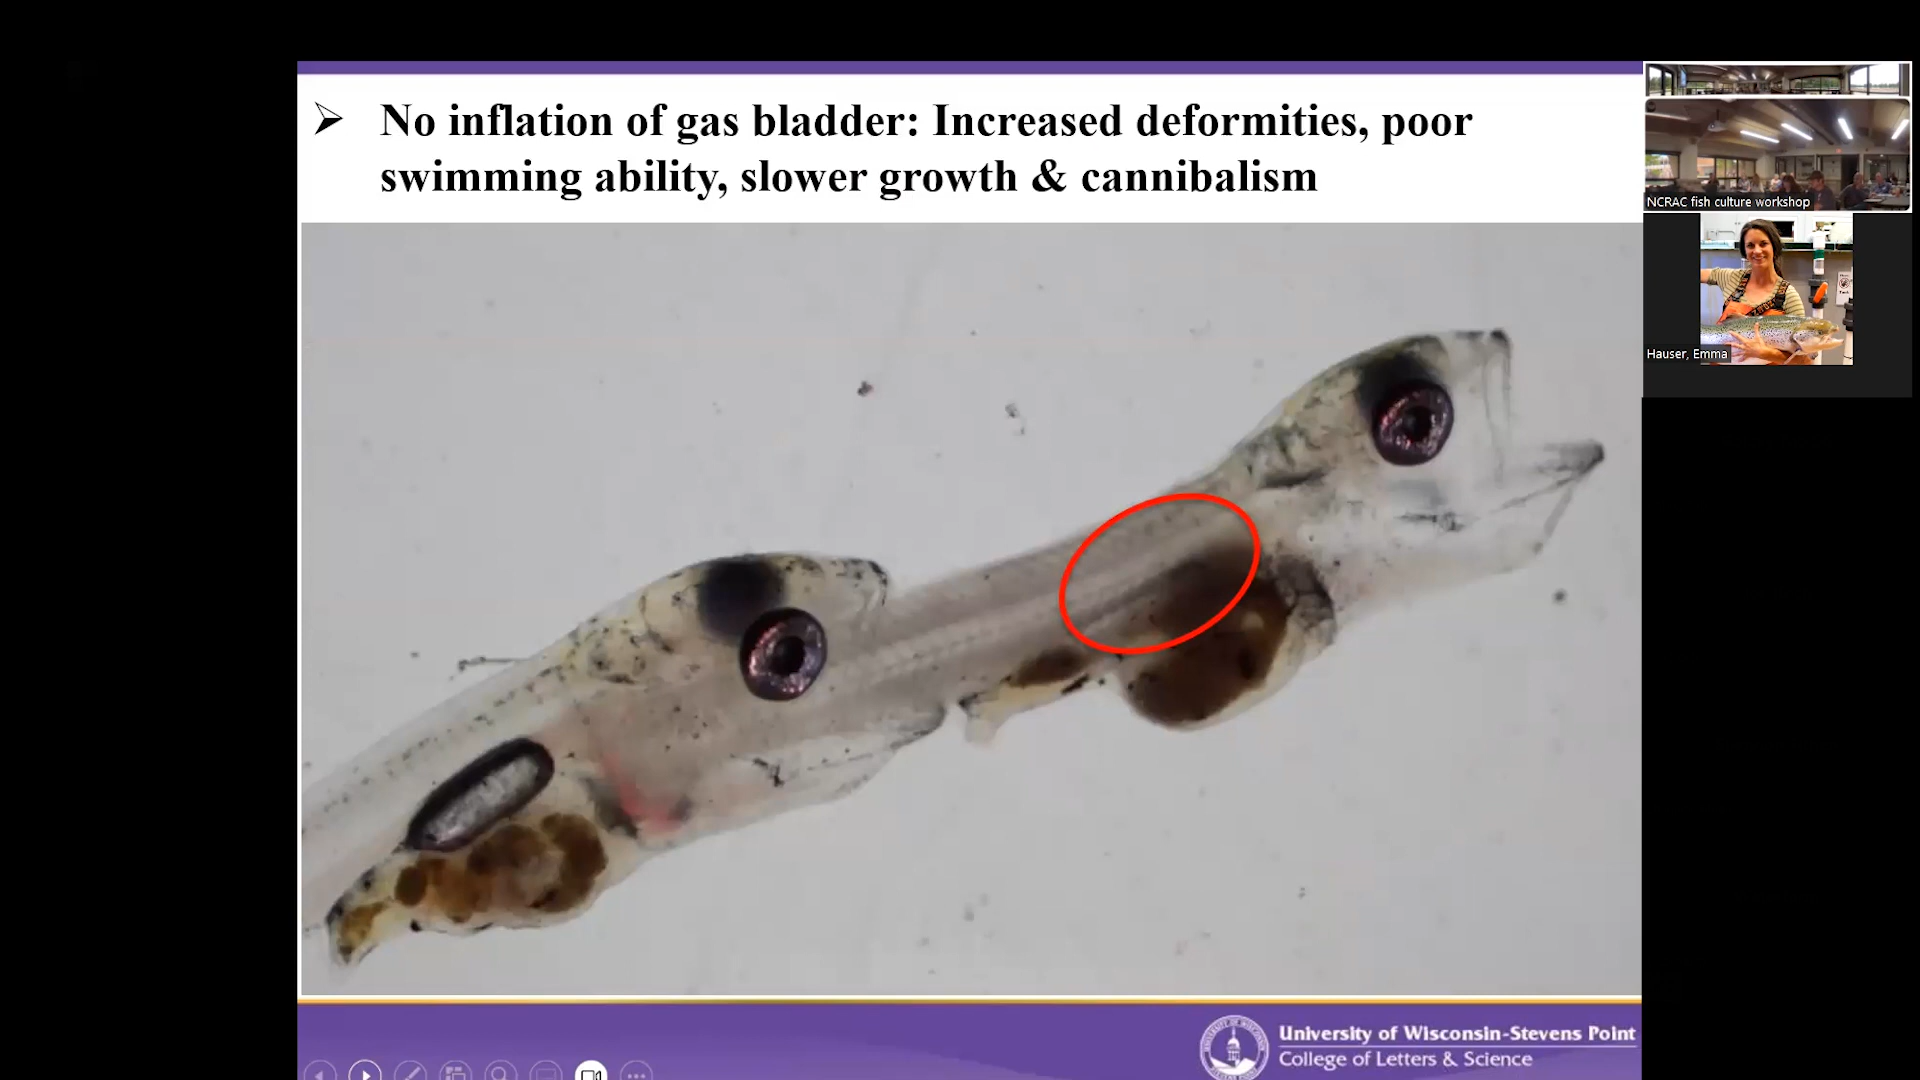 ➢ No inflation of gas bladder: Increased deformities, poor
swimming ability, slower growth & cannibalism
NCRAC fish culture workshop
Hauser, Emma
University of Wisconsin-Stevens Point
College of Letters & Science